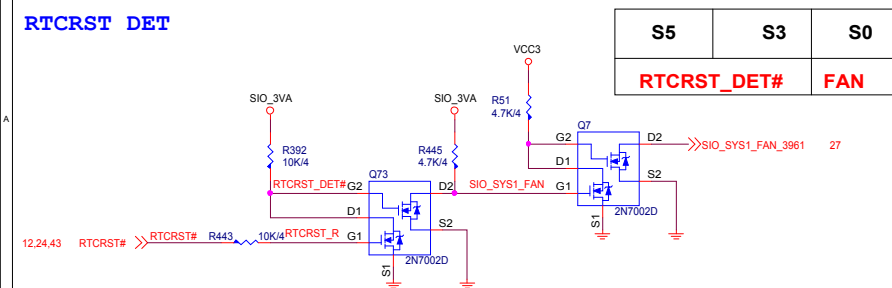 RTCRST DET
S5 S3 S0
RTCRST_DET# FAN
VCC3
SIO_3VA SIO_3VA
R51
4.7K/4
A
Q7
R392
10K/4
R445
4.7K/4
G2 D2 SIO_SYS1_FAN_3961 27
D1
Q73
RTCRST_DET# G2 D2 SIO_SYS1_FAN G1 S2
D1 S2
S1 2N7002D
12,24,43 RTCRST# RTCRST# R443 10K/4 RTCRST_R G1
S1 2N7002D